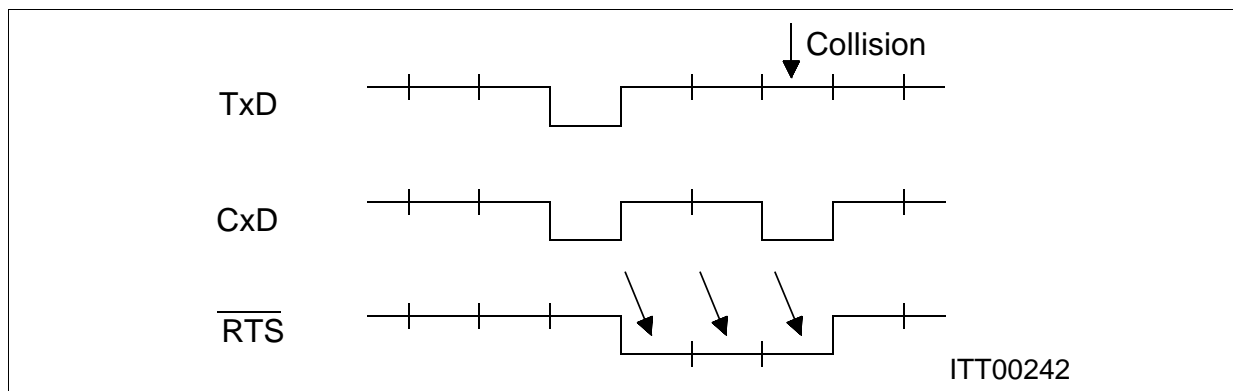 Collision
TxD
CxD
RTS
ITT00242